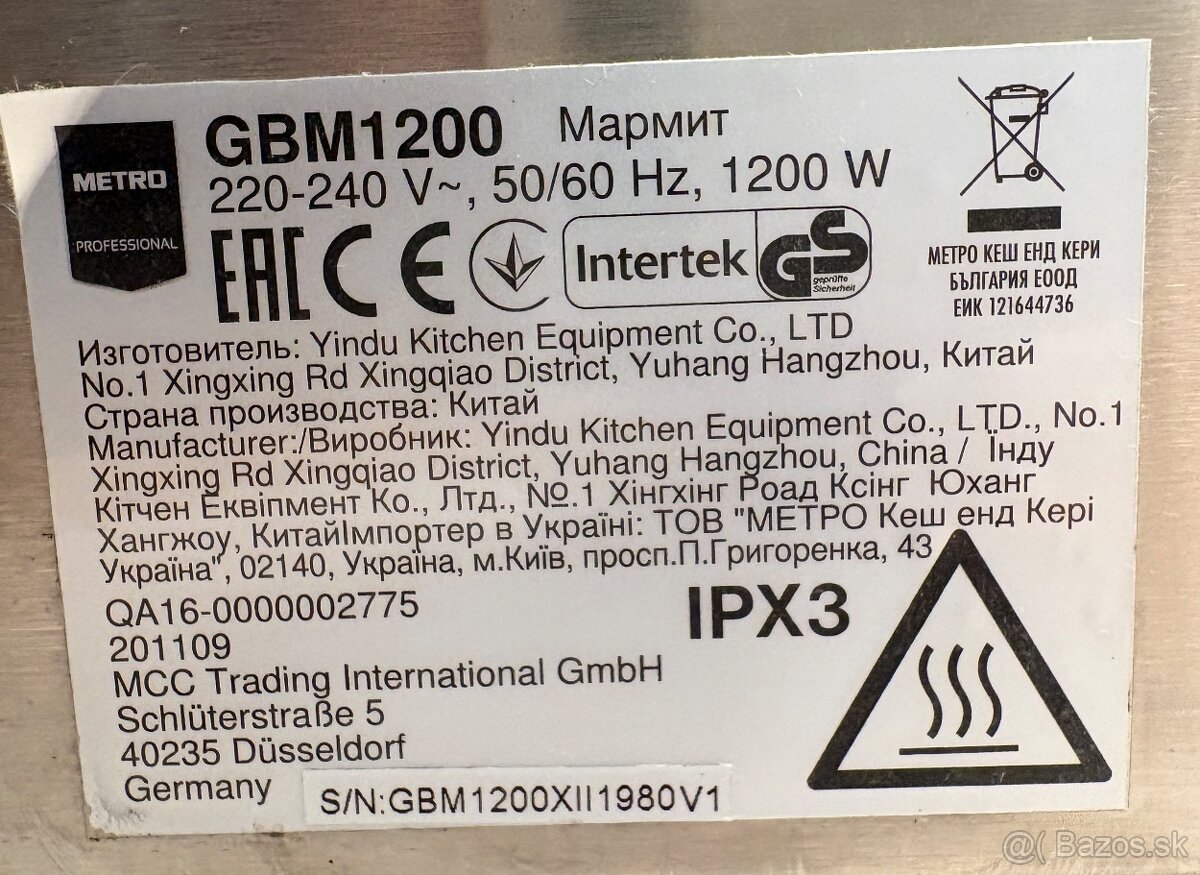 METRO
PROFESSIONAL
GBM1200 Мармит
220-240 V~, 50/60 Hz, 1200 W
EAC CE Intertek GS
geprüfte
Sicherheit
МЕТРО КЕШ ЕНД КЕРИ
БЪЛГАРИЯ ЕООД
ЕИК 121644736
Изготовитель: Yindu Kitchen Equipment Co., LTD
No.1 Xingxing Rd Xingqiao District, Yuhang Hangzhou, Китай
Страна производства: Китай
Manufacturer:/Виробник: Yindu Kitchen Equipment Co., LTD., No.1
Xingxing Rd Xingqiao District, Yuhang Hangzhou, China / Їнду
Кітчен Еквіпмент Ко., Лтд., №.1 Хінгхінг Роад Ксінг Юханг
Хангжоу, КитайІмпортер в Україні: ТОВ "МЕТРО Кеш енд Кері
Україна", 02140, Україна, м.Київ, просп.П.Григоренка, 43
QA16-0000002775
201109
IPX3
MCC Trading International GmbH
Schlüterstraße 5
40235 Düsseldorf
Germany
S/N:GBM1200XII1980V1
@( Bazos.sk